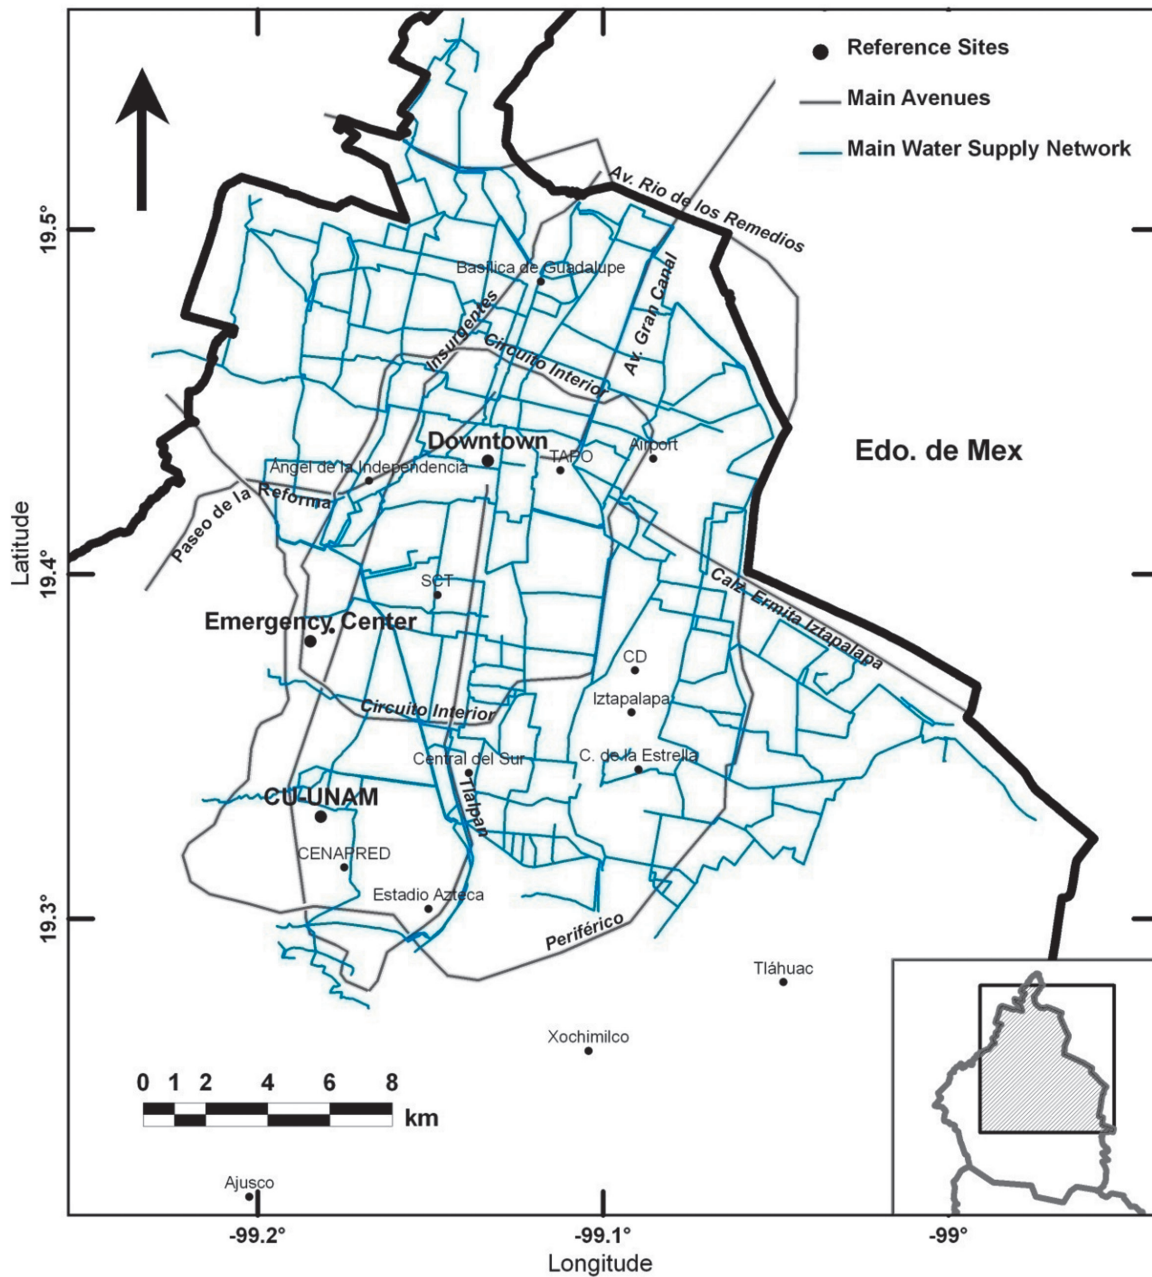 Reference Sites
Main Avenues
Main Water Supply Network
Av. Rio de los Remedios
19.5°
Basílica de Guadalupe
Av. Gran Canal
Insurgentes
Circuito Interior
Downtown
TAPO
Airport
Edo. de Mex
Angel de la Independencia
Paseo de la Reforma
Latitude
19.4°
SCT
Calz. Ermita Iztapalapa
Emergency Center
CD
Iztapalapa
Circuito Interior
Central del Sur
C. de la Estrella
Tlalpan
CU-UNAM
CENAPRED
Estadio Azteca
19.3°
Periférico
Tláhuac
Xochimilco
0 1 2 4 6 8
km
Ajusco
-99.2° -99.1° -99°
Longitude